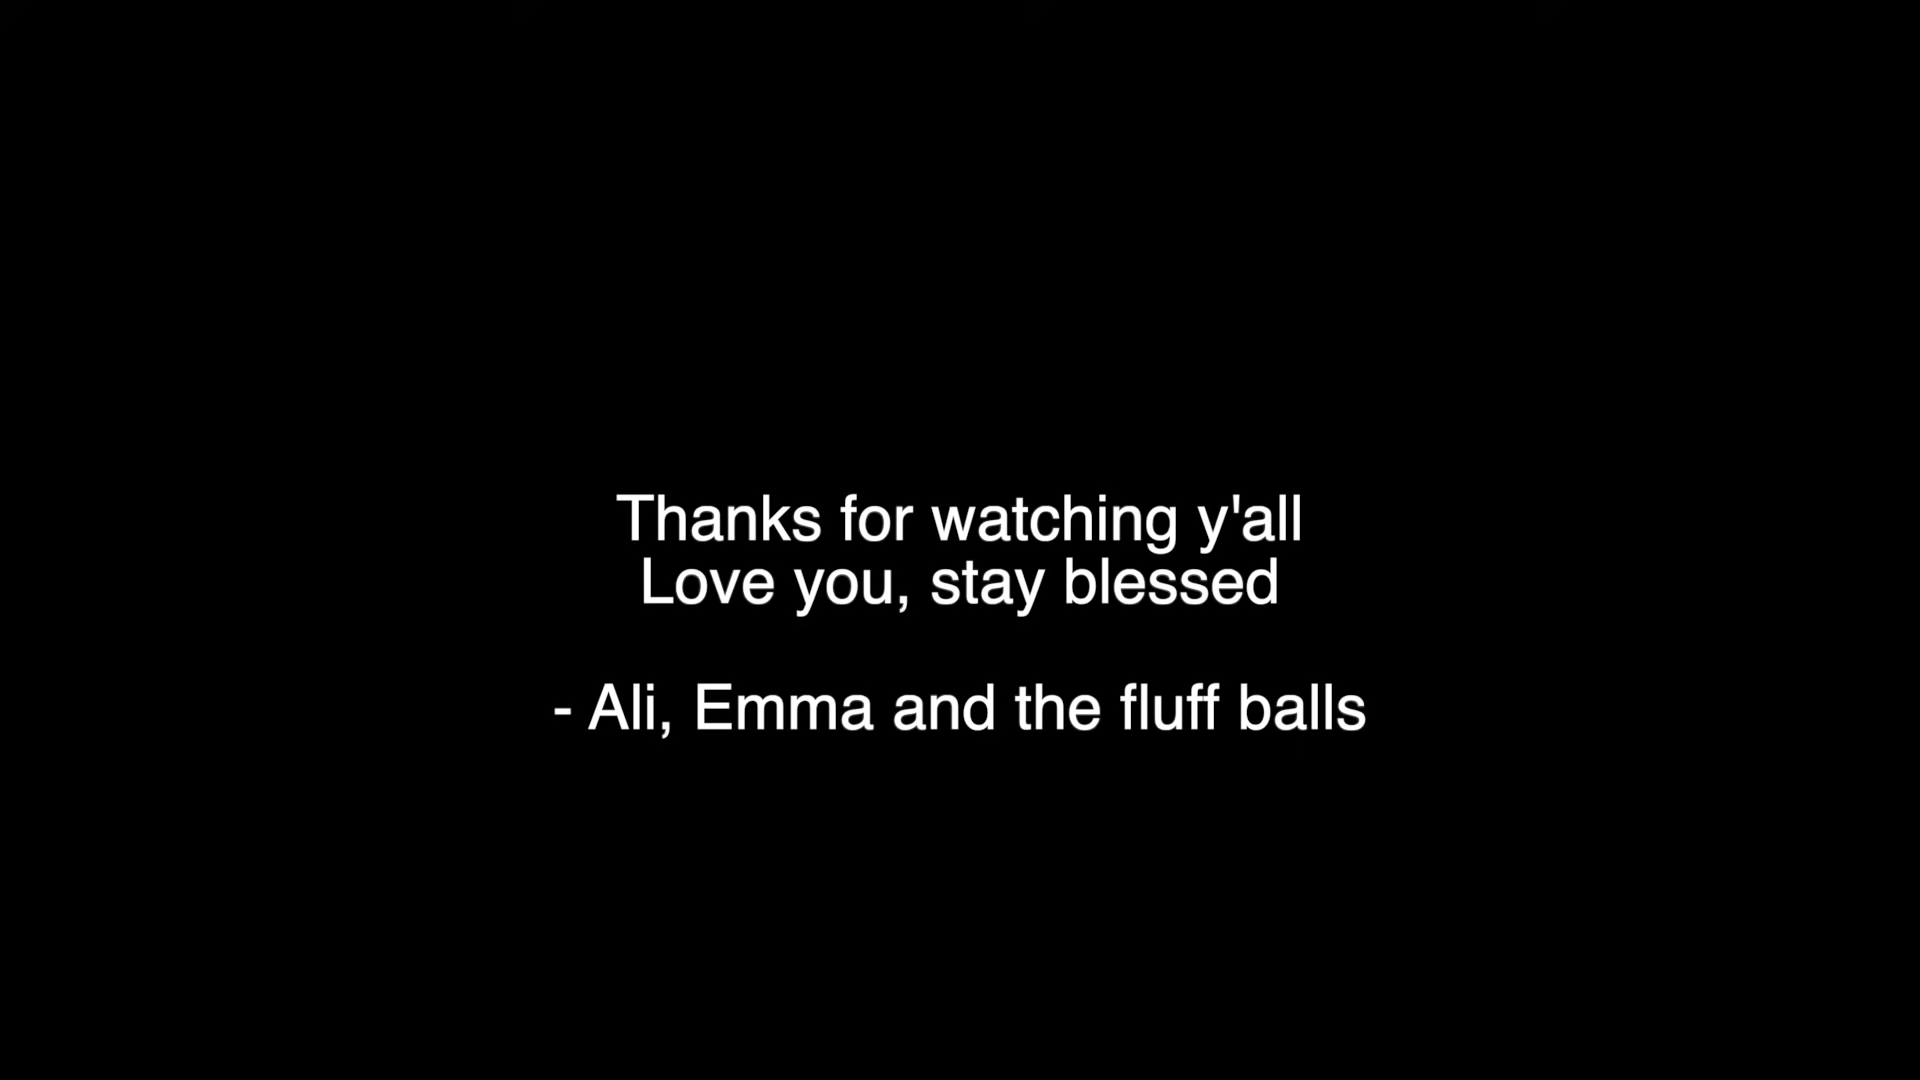 Thanks for watching y'all
Love you, stay blessed
- Ali, Emma and the fluff balls